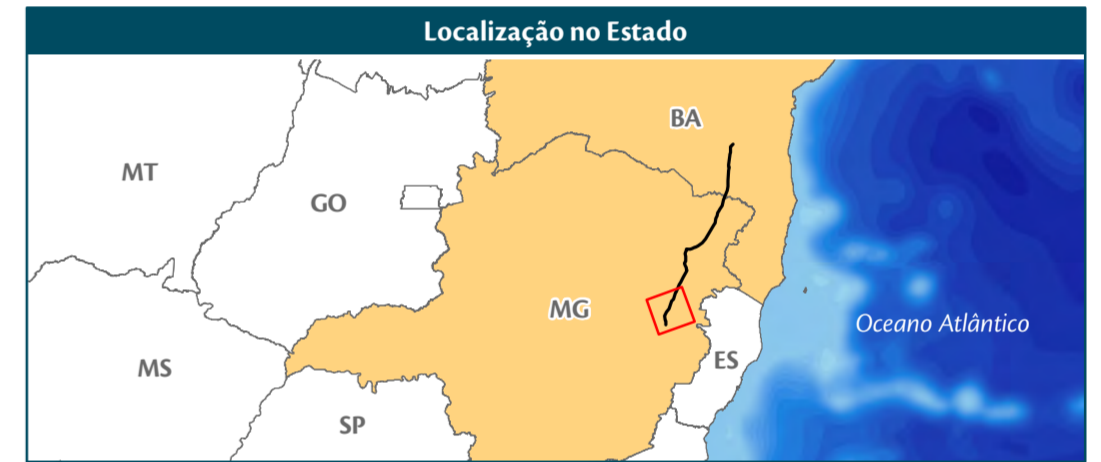 Localização no Estado
BA
MT
GO
MG
Oceano Atlântico
ES
MS
SP